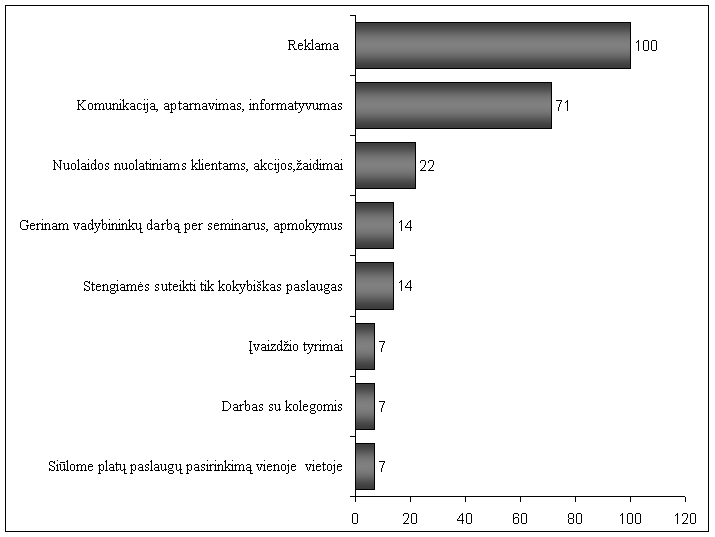 Reklama
100
Komunikacija, aptarnavimas, informatyvumas
71
Nuolaidos nuolatiniams klientams, akcijos,žaidimai
22
Gerinam vadybininkų darbą per seminarus, apmokymus
14
Stengiamės suteikti tik kokybiškas paslaugas
14
Įvaizdžio tyrimai
7
Darbas su kolegomis
7
Siūlome platų paslaugų pasirinkimą vienoje vietoje
7
0 20 40 60 80 100 120